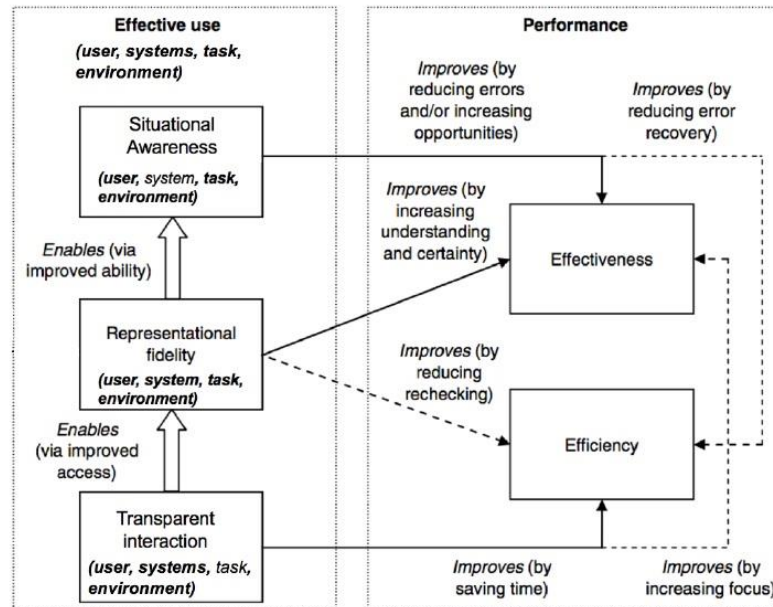 Effective use
(user, systems, task,
environment)
Situational
Awareness
(user, system, task,
environment)
Enables (via
improved ability)
Representational
fidelity
(user, system, task,
environment)
Enables
(via improved
access)
Transparent
interaction
(user, systems, task,
environment)
Performance
Improves (by
reducing errors
and/or increasing
opportunities)
Improves (by
reducing error
recovery)
Improves (by
increasing
understanding
and certainty)
Effectiveness
Improves (by
reducing
rechecking)
Efficiency
Improves (by
saving time)
Improves (by
increasing focus)